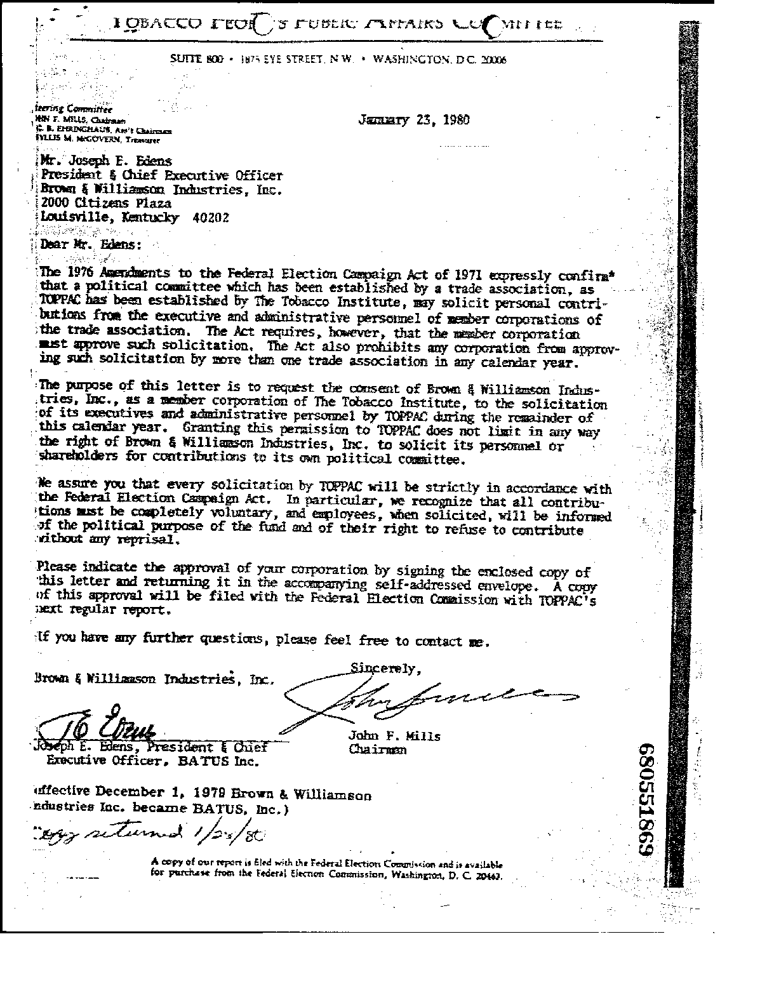 TOBACCO PEOPLE'S PUBLIC AFFAIRS COMMITTEE
SUITE 800 • 1875 EYE STREET, N.W. • WASHINGTON, D.C. 20006
teering Committee
HN F. MILLS, Chairman
C. B. EHRINGHAUS, Ass't Chairman
YLLIS M. McGOVERN, Treasurer
January 23, 1980
Mr. Joseph E. Edens
President & Chief Executive Officer
Brown & Williamson Industries, Inc.
2000 Citizens Plaza
Louisville, Kentucky 40202
Dear Mr. Edens:
The 1976 Amendments to the Federal Election Campaign Act of 1971 expressly confirm*
that a political committee which has been established by a trade association, as
TOPPAC has been established by The Tobacco Institute, may solicit personal contri-
butions from the executive and administrative personnel of member corporations of
the trade association. The Act requires, however, that the member corporation
must approve such solicitation. The Act also prohibits any corporation from approv-
ing such solicitation by more than one trade association in any calendar year.
The purpose of this letter is to request the consent of Brown & Williamson Indus-
tries, Inc., as a member corporation of The Tobacco Institute, to the solicitation
of its executives and administrative personnel by TOPPAC during the remainder of
this calendar year. Granting this permission to TOPPAC does not limit in any way
the right of Brown & Williamson Industries, Inc. to solicit its personnel or
shareholders for contributions to its own political committee.
We assure you that every solicitation by TOPPAC will be strictly in accordance with
the Federal Election Campaign Act. In particular, we recognize that all contribu-
tions must be completely voluntary, and employees, when solicited, will be informed
of the political purpose of the fund and of their right to refuse to contribute
without any reprisal.
Please indicate the approval of your corporation by signing the enclosed copy of
this letter and returning it in the accompanying self-addressed envelope. A copy
of this approval will be filed with the Federal Election Commission with TOPPAC's
next regular report.
If you have any further questions, please feel free to contact me.
Sincerely,
Brown & Williamson Industries, Inc.
John F. Mills
JE Edens
John F. Mills
Chairman
Joseph E. Edens, President & Chief
Executive Officer, BATUS Inc.
effective December 1, 1979 Brown & Williamson
ndustries Inc. became BATUS, Inc.)
copy returned 1/28/80
A copy of our report is filed with the Federal Election Commission and is available
for purchase from the Federal Election Commission, Washington, D. C. 20463.
680551869